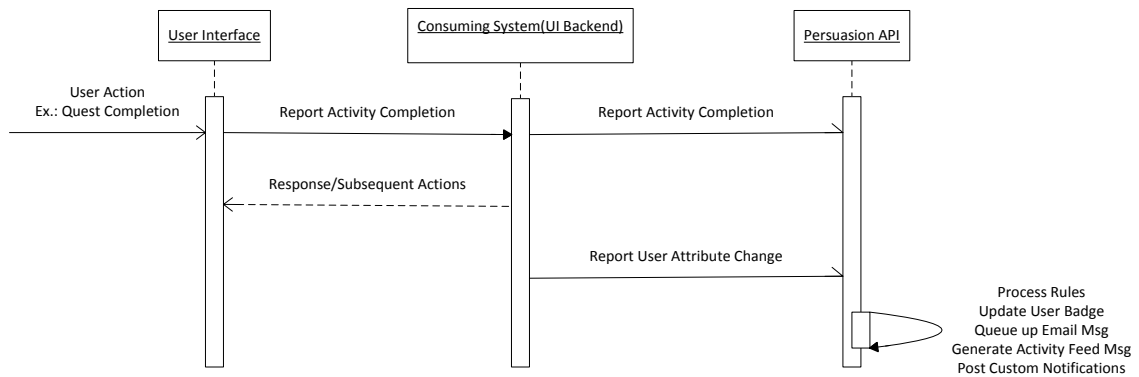 User Interface
Consuming System(UI Backend)
Persuasion API
User Action
Ex.: Quest Completion
Report Activity Completion
Report Activity Completion
Response/Subsequent Actions
Report User Attribute Change
Process Rules
Update User Badge
Queue up Email Msg
Generate Activity Feed Msg
Post Custom Notifications